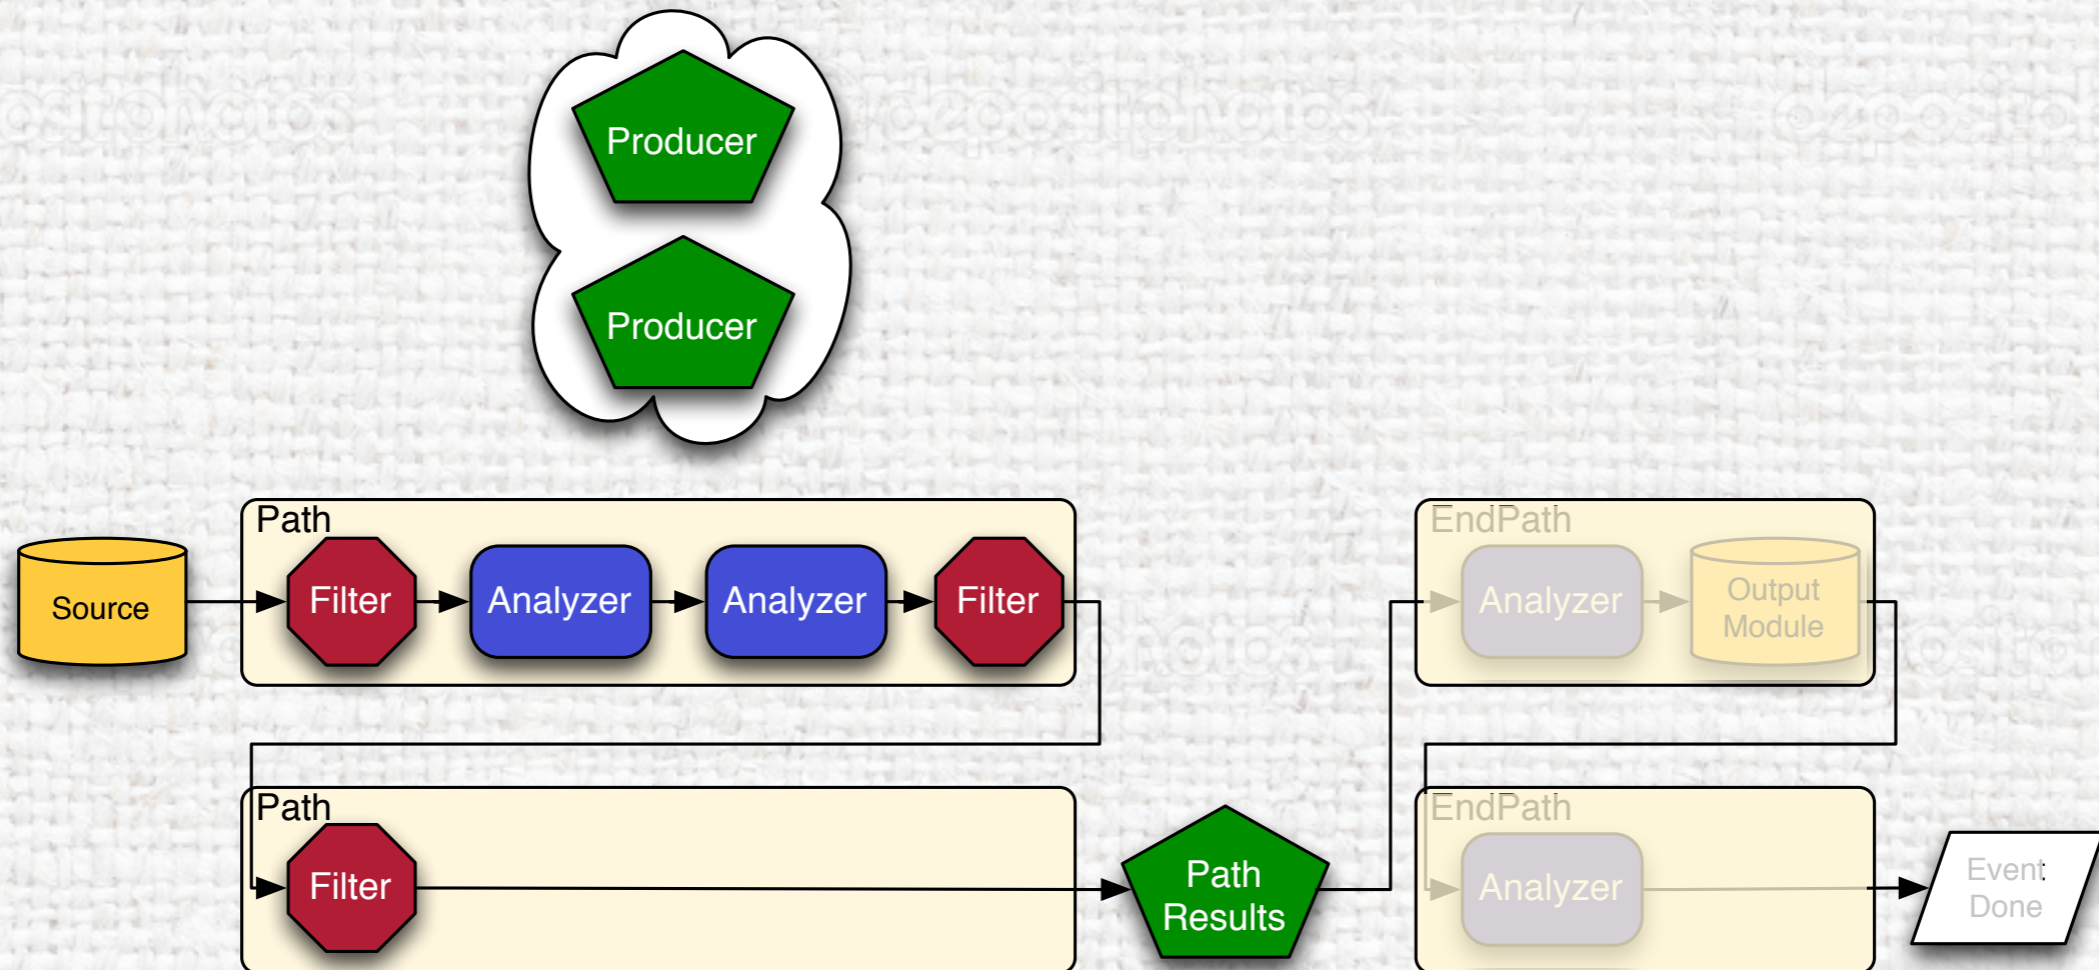 Producer
Producer
Path
EndPath
Source
Filter
Analyzer
Analyzer
Filter
Analyzer
Output
Module
Path
EndPath
Filter
Path
Results
Analyzer
Event
Done
depositphotos